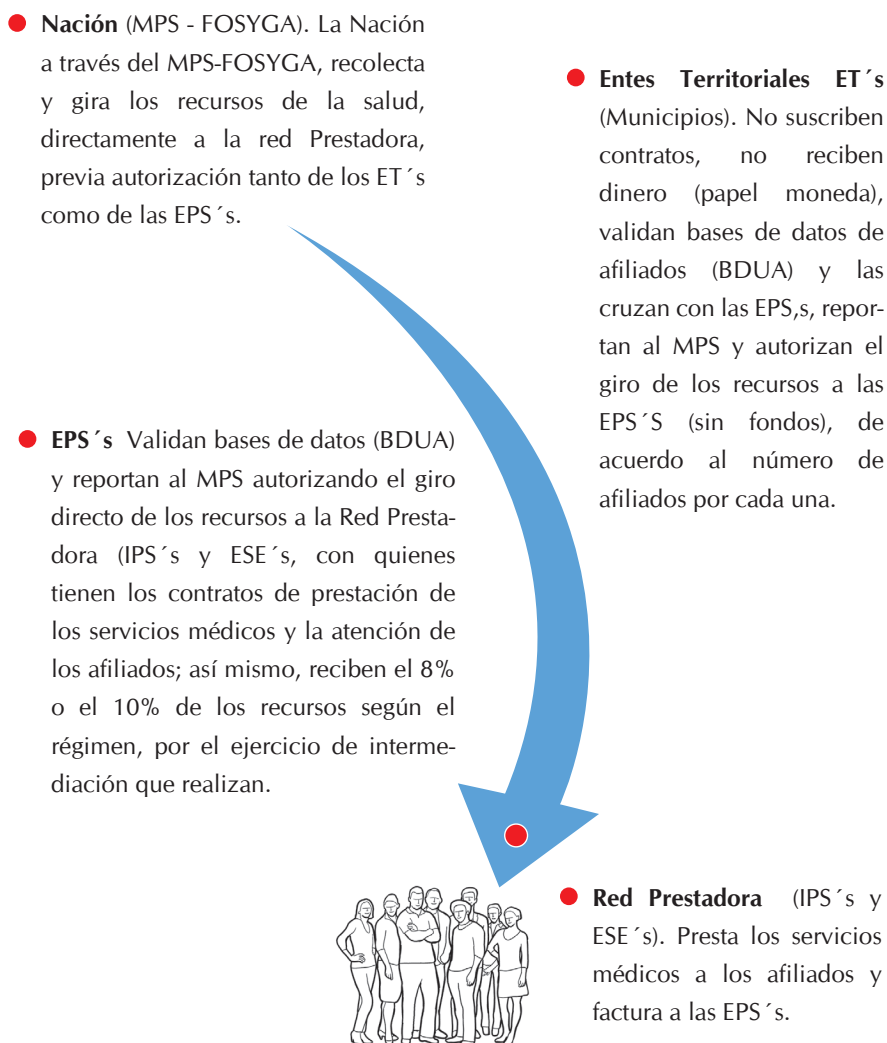 Nación (MPS - FOSYGA). La Nación
a través del MPS-FOSYGA, recolecta
y gira los recursos de la salud,
directamente a la red Prestadora,
previa autorización tanto de los ET´s
como de las EPS´s.
Entes Territoriales ET´s
(Municipios). No suscriben
contratos, no reciben
dinero (papel moneda),
validan bases de datos de
afiliados (BDUA) y las
cruzan con las EPS,s, repor-
tan al MPS y autorizan el
giro de los recursos a las
EPS´S (sin fondos), de
acuerdo al número de
afiliados por cada una.
EPS´s Validan bases de datos (BDUA)
y reportan al MPS autorizando el giro
directo de los recursos a la Red Presta-
dora (IPS´s y ESE´s, con quienes
tienen los contratos de prestación de
los servicios médicos y la atención de
los afiliados; así mismo, reciben el 8%
o el 10% de los recursos según el
régimen, por el ejercicio de interme-
diación que realizan.
Red Prestadora (IPS´s y
ESE´s). Presta los servicios
médicos a los afiliados y
factura a las EPS´s.